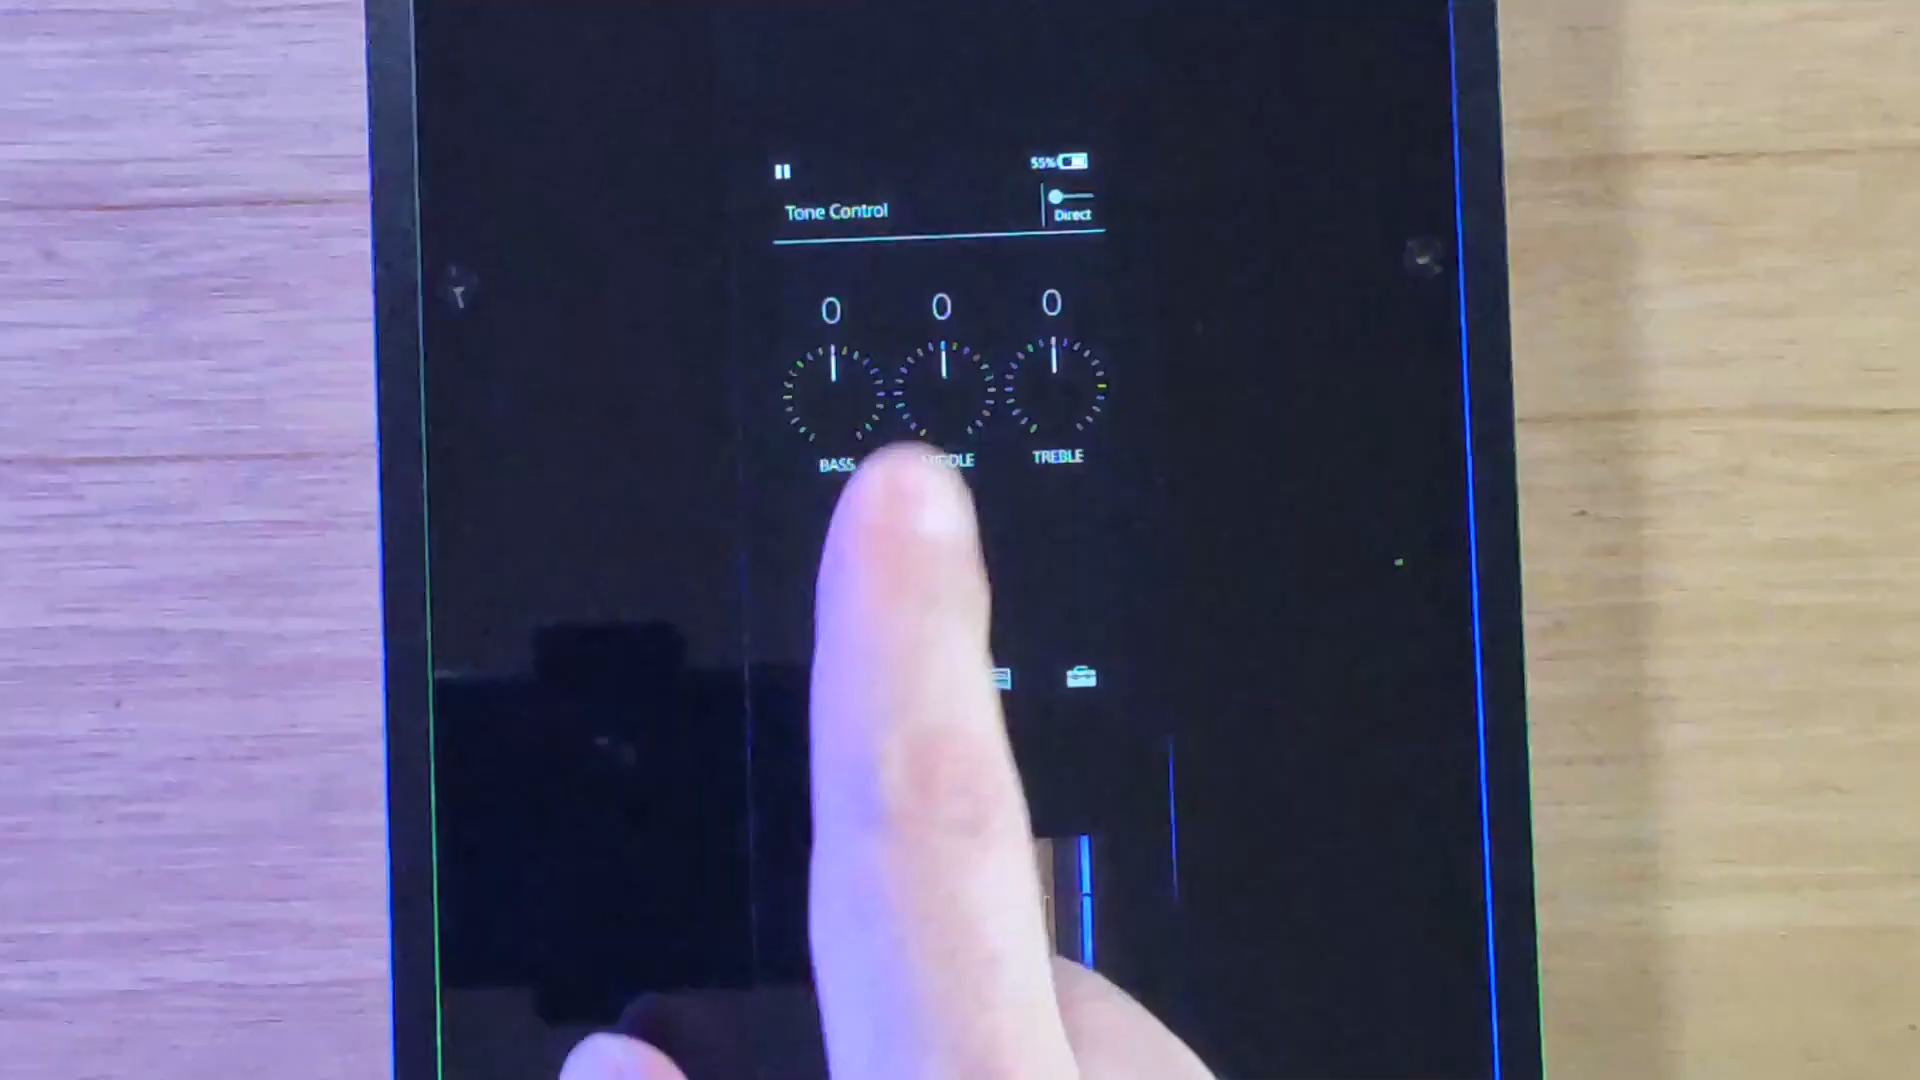 55%
Tone Control
Direct
0 0 0
BASS MIDDLE TREBLE